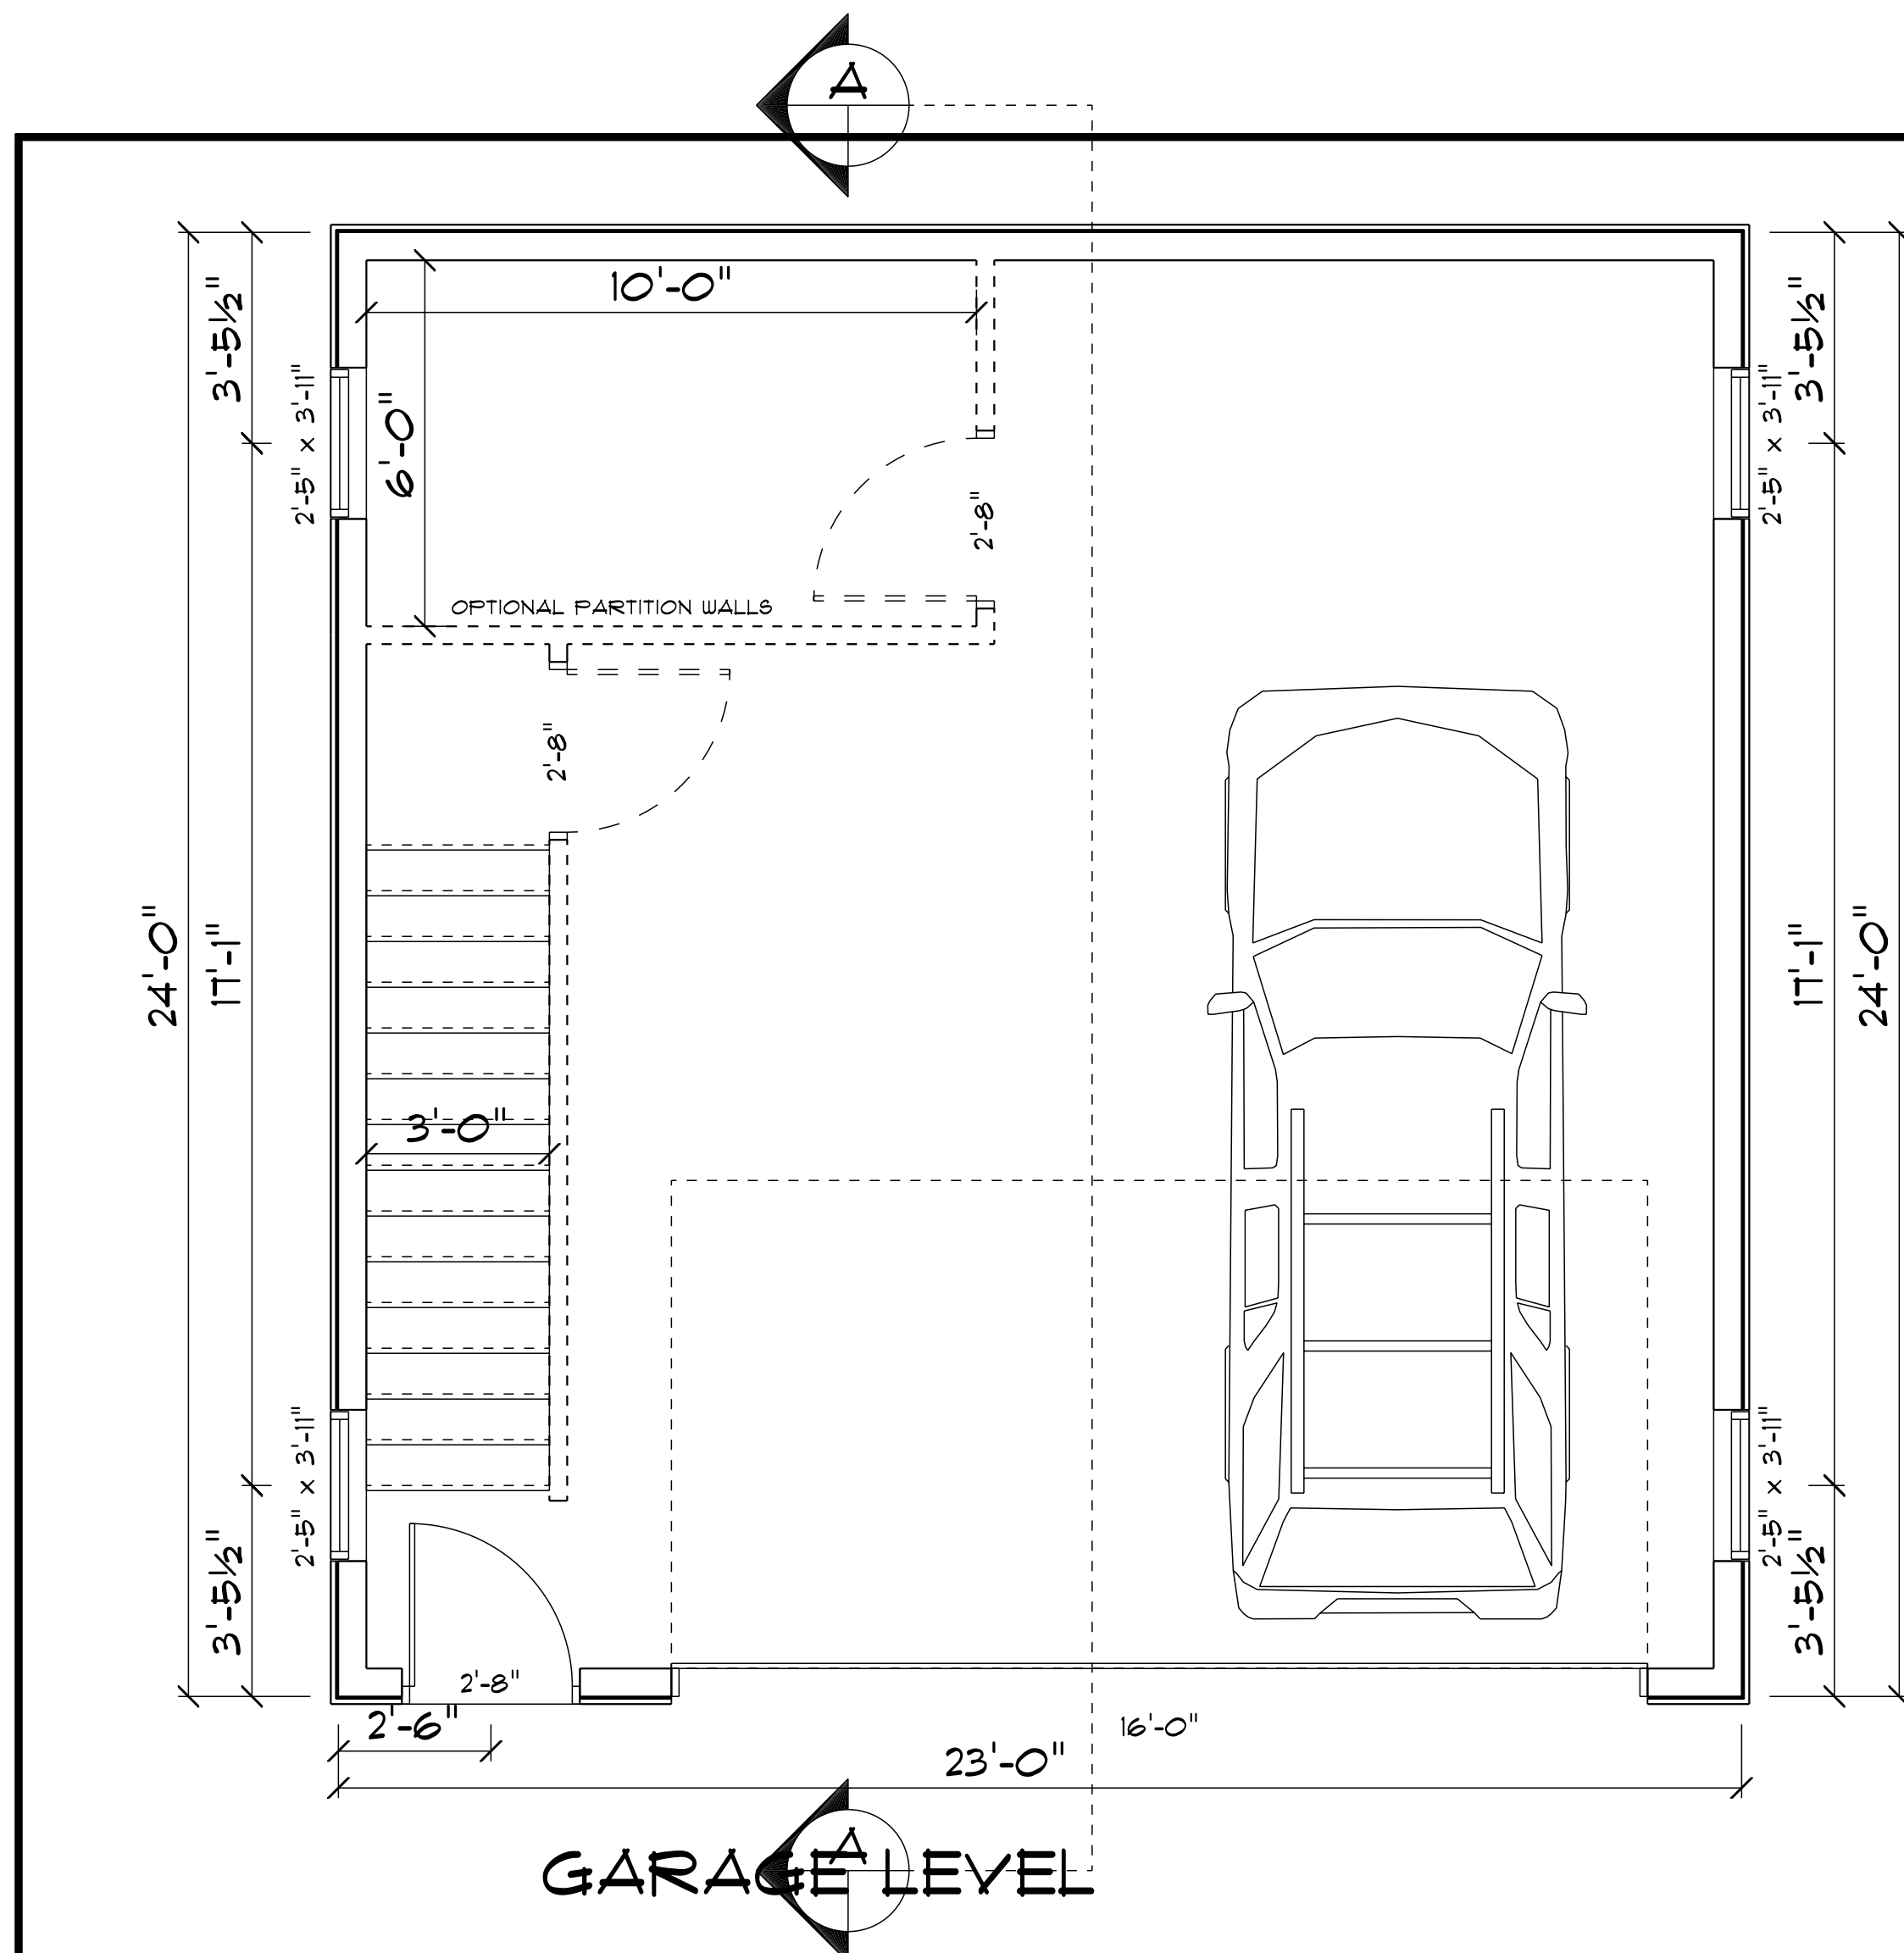 A
10'-0"
3'-5½"
3'-5½"
2'-5" x 3'-11"
2'-5" x 3'-11"
6'-0"
2'-8"
OPTIONAL PARTITION WALLS
2'-8"
24'-0"
17'-1"
17'-1"
24'-0"
3'-0"
2'-5" x 3'-11"
2'-5" x 3'-11"
3'-5½"
3'-5½"
2'-8"
2'-6"
16'-0"
23'-0"
A
GARAGE LEVEL